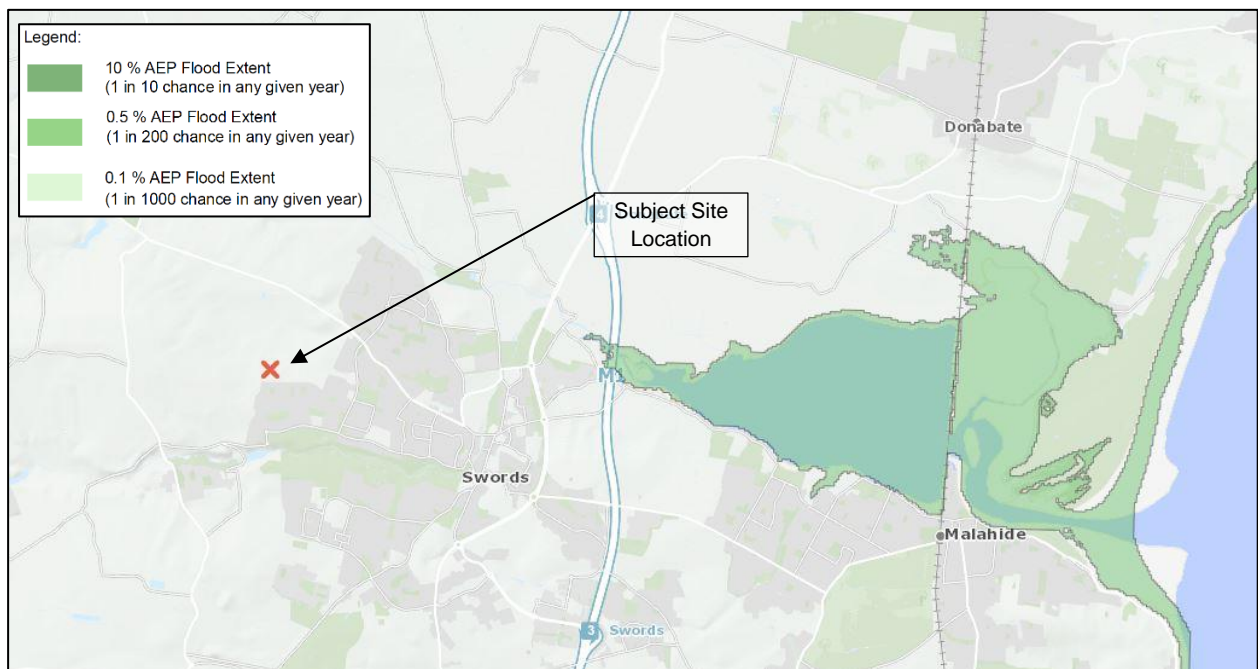 Legend:
10 % AEP Flood Extent
(1 in 10 chance in any given year)
0.5 % AEP Flood Extent
(1 in 200 chance in any given year)
0.1 % AEP Flood Extent
(1 in 1000 chance in any given year)
Donabate
Subject Site
Location
4
M1
Swords
Malahide
3 Swords